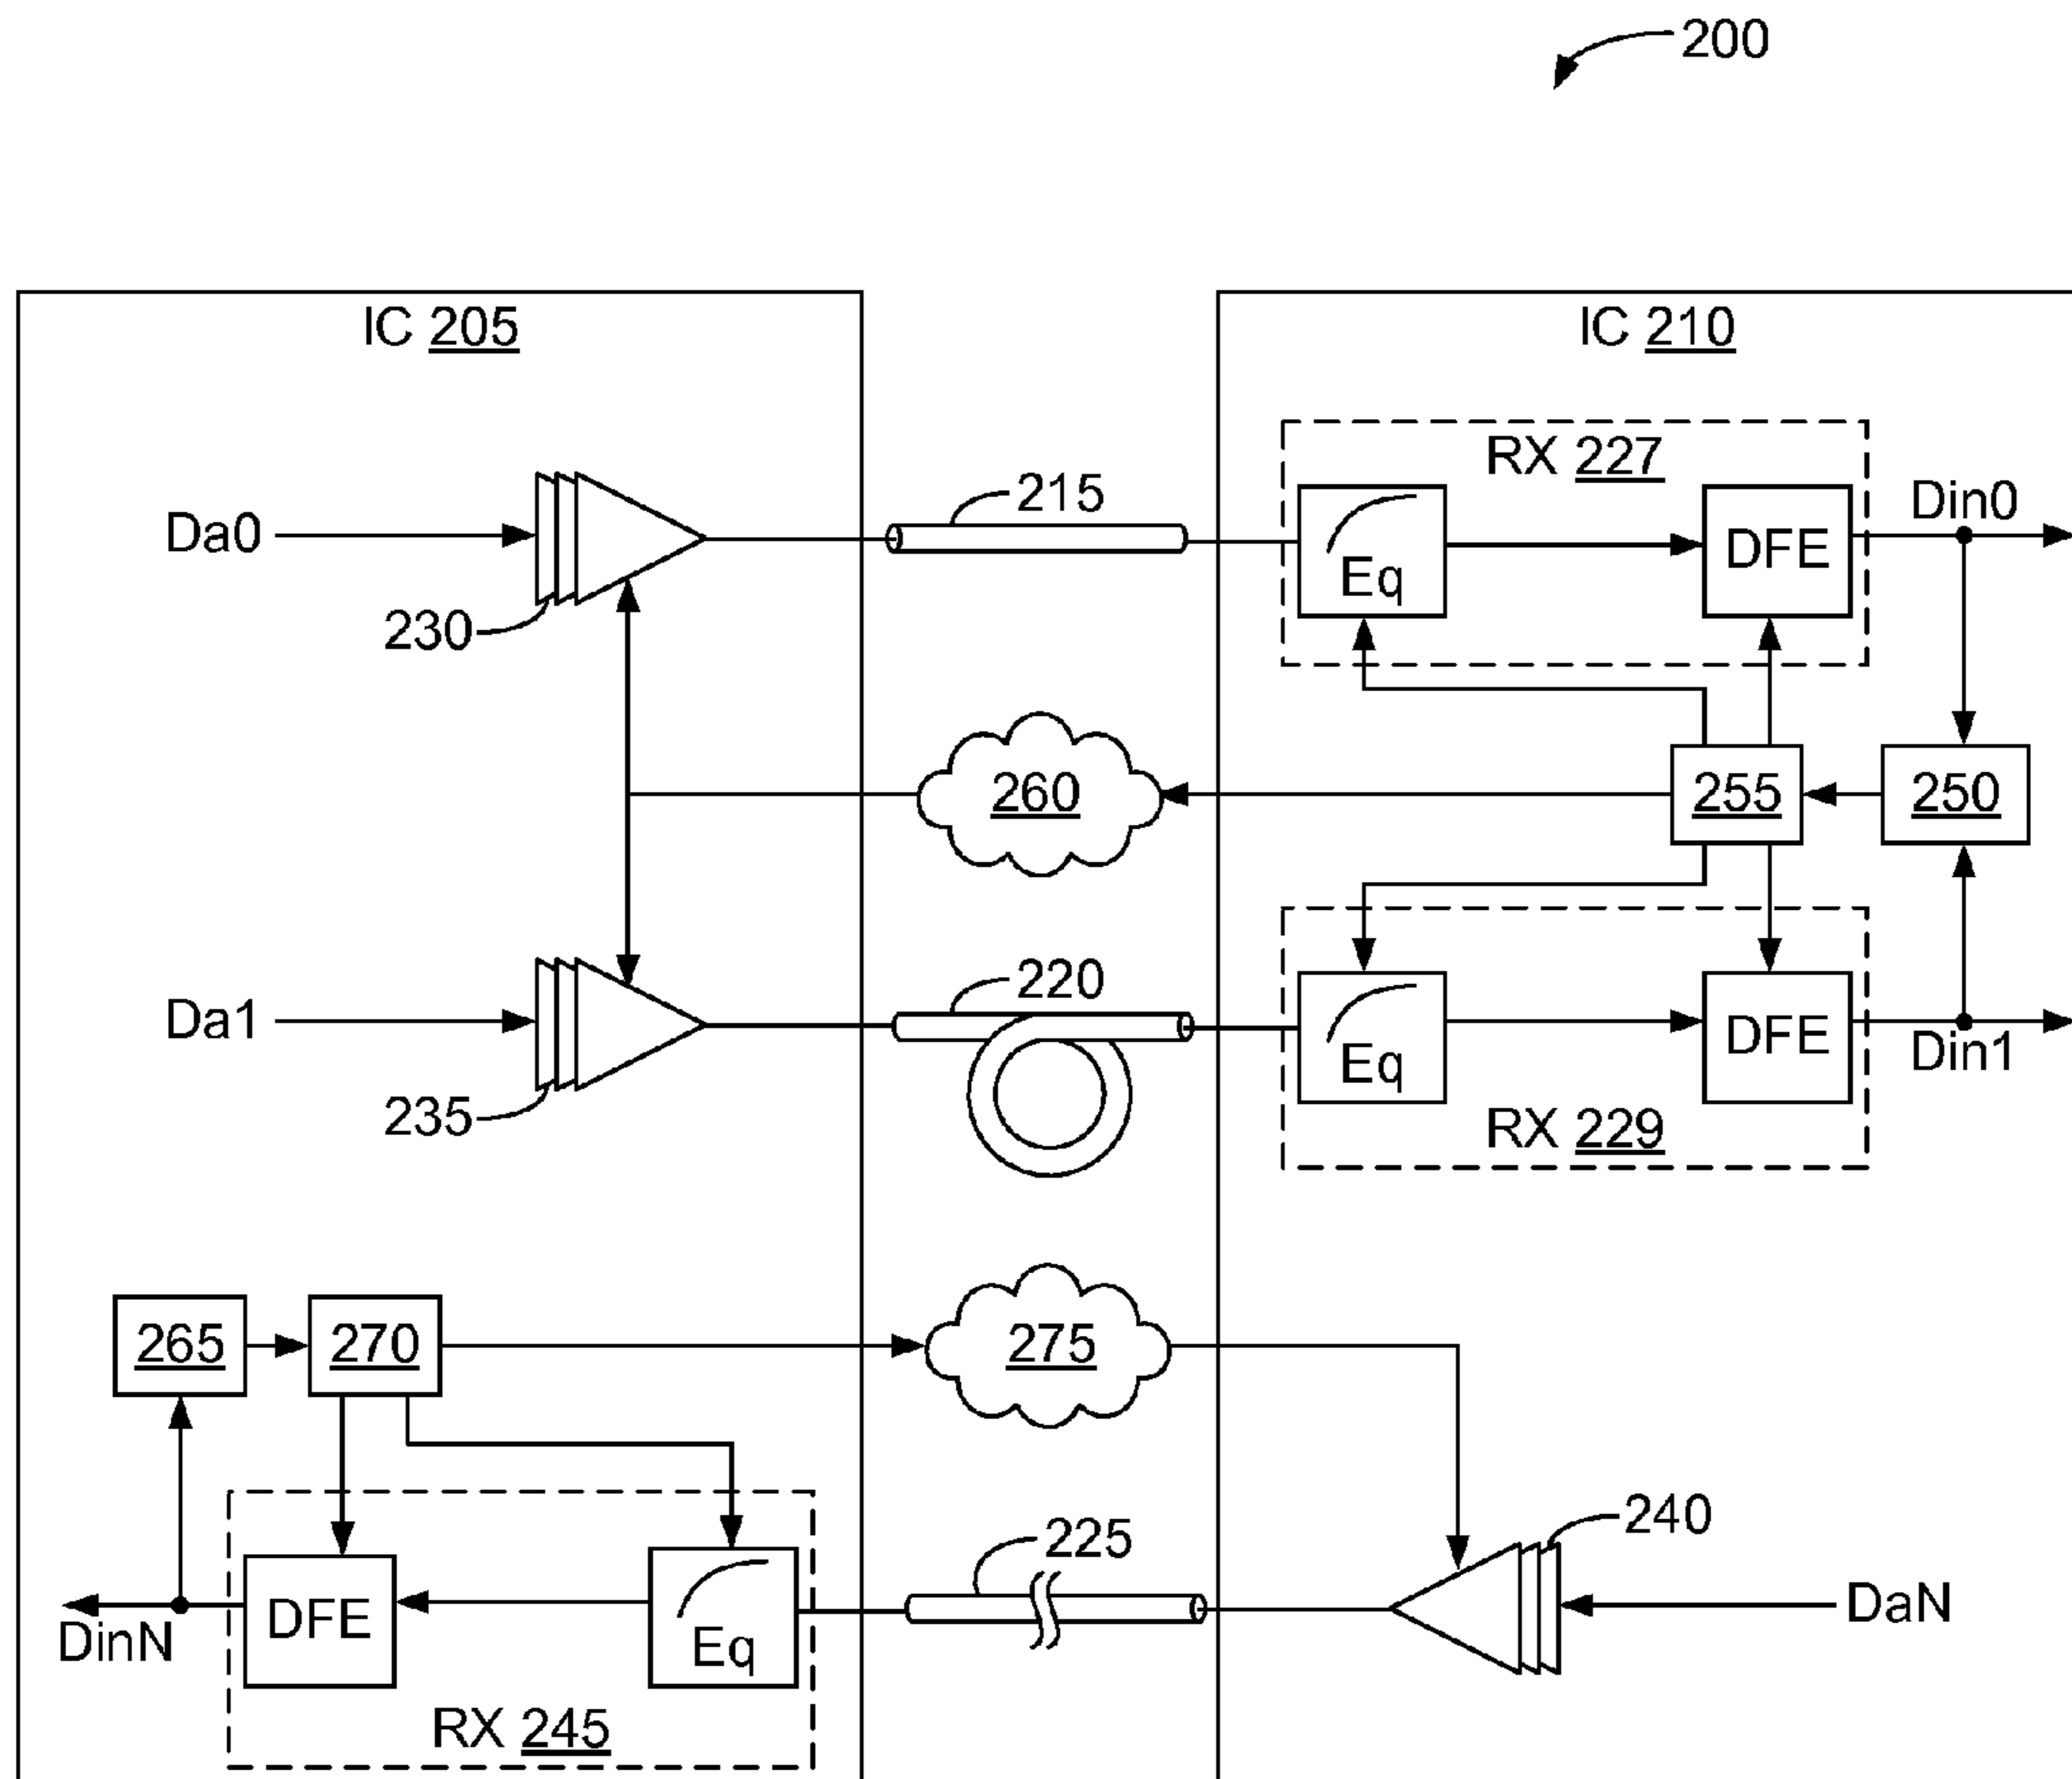 200
IC 205
IC 210
RX 227
215
Din0
Da0
Eq
DFE
230
260
255
250
220
Da1
Eq
DFE
Din1
235
RX 229
265
270
275
240
225
DaN
DinN
DFE
Eq
RX 245